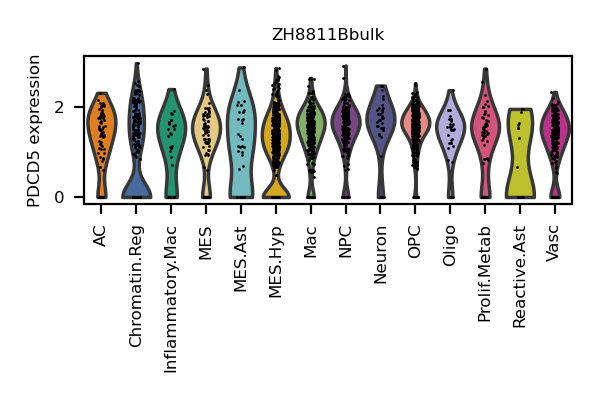 ZH8811Bbulk
PDCD5 expression
2
0
AC
Chromatin.Reg
Inflammatory.Mac
MES
MES.Ast
MES.Hyp
Mac
NPC
Neuron
OPC
Oligo
Prolif.Metab
Reactive.Ast
Vasc